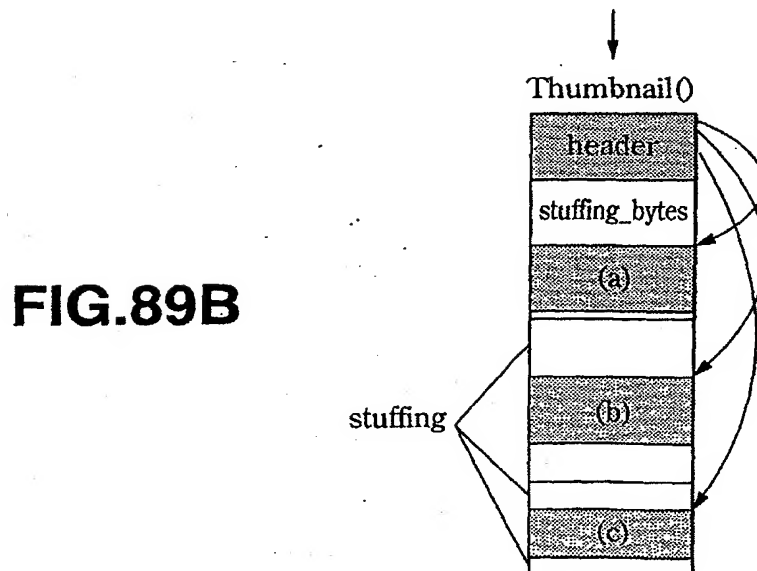 Thumbnail()
header
stuffing_bytes
(a)
FIG.89B
(b)
stuffing
(c)